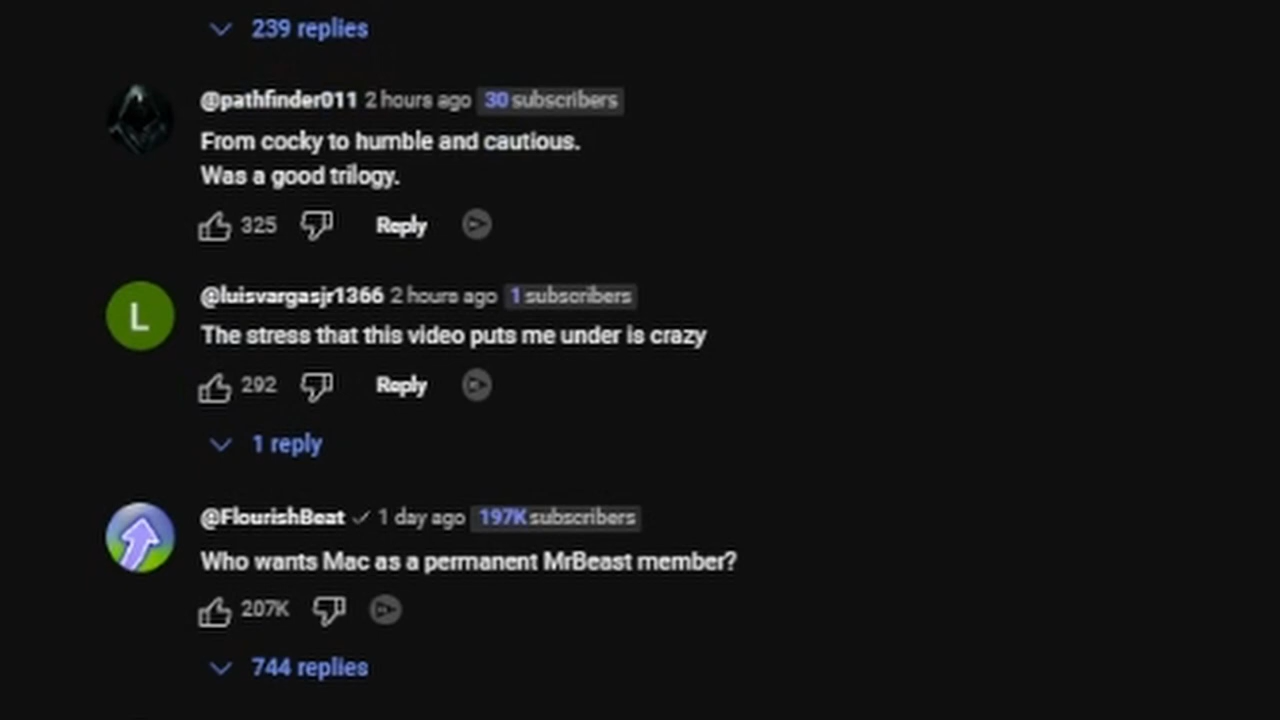 239 replies
@pathfinder011 2 hours ago 30 subscribers
From cocky to humble and cautious.
Was a good trilogy.
325 Reply
L
@luisvargasjr1366 2 hours ago 1 subscribers
The stress that this video puts me under is crazy
292 Reply
1 reply
@FlourishBeat 1 day ago 197K subscribers
Who wants Mac as a permanent MrBeast member?
207K
744 replies